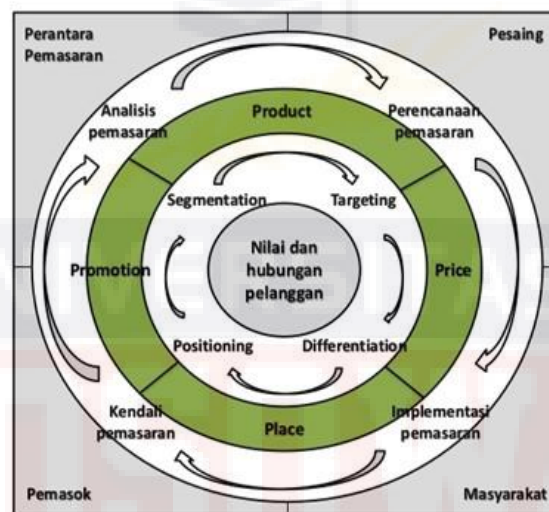 Perantara
Pemasaran
Pesaing
Analisis
pemasaran
Product
Perencanaan
pemasaran
Segmentation
Targeting
Promotion
Nilai dan
hubungan
pelanggan
Price
Positioning
Differentiation
Kendali
pemasaran
Place
Implementasi
pemasaran
Pemasok
Masyarakat
UNIVERSITAS